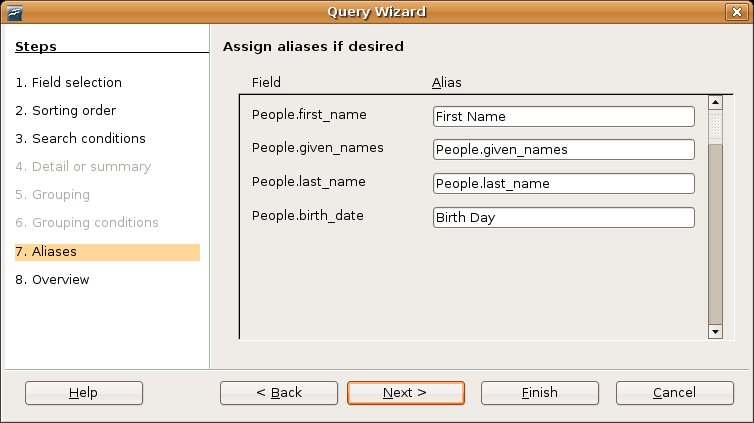 Query Wizard
Steps
1. Field selection
2. Sorting order
3. Search conditions
4. Detail or summary
5. Grouping
6. Grouping conditions
7. Aliases
8. Overview
Assign aliases if desired
Field Alias
People.first_name First Name
People.given_names People.given_names
People.last_name People.last_name
People.birth_date Birth Day
Help < Back Next > Finish Cancel